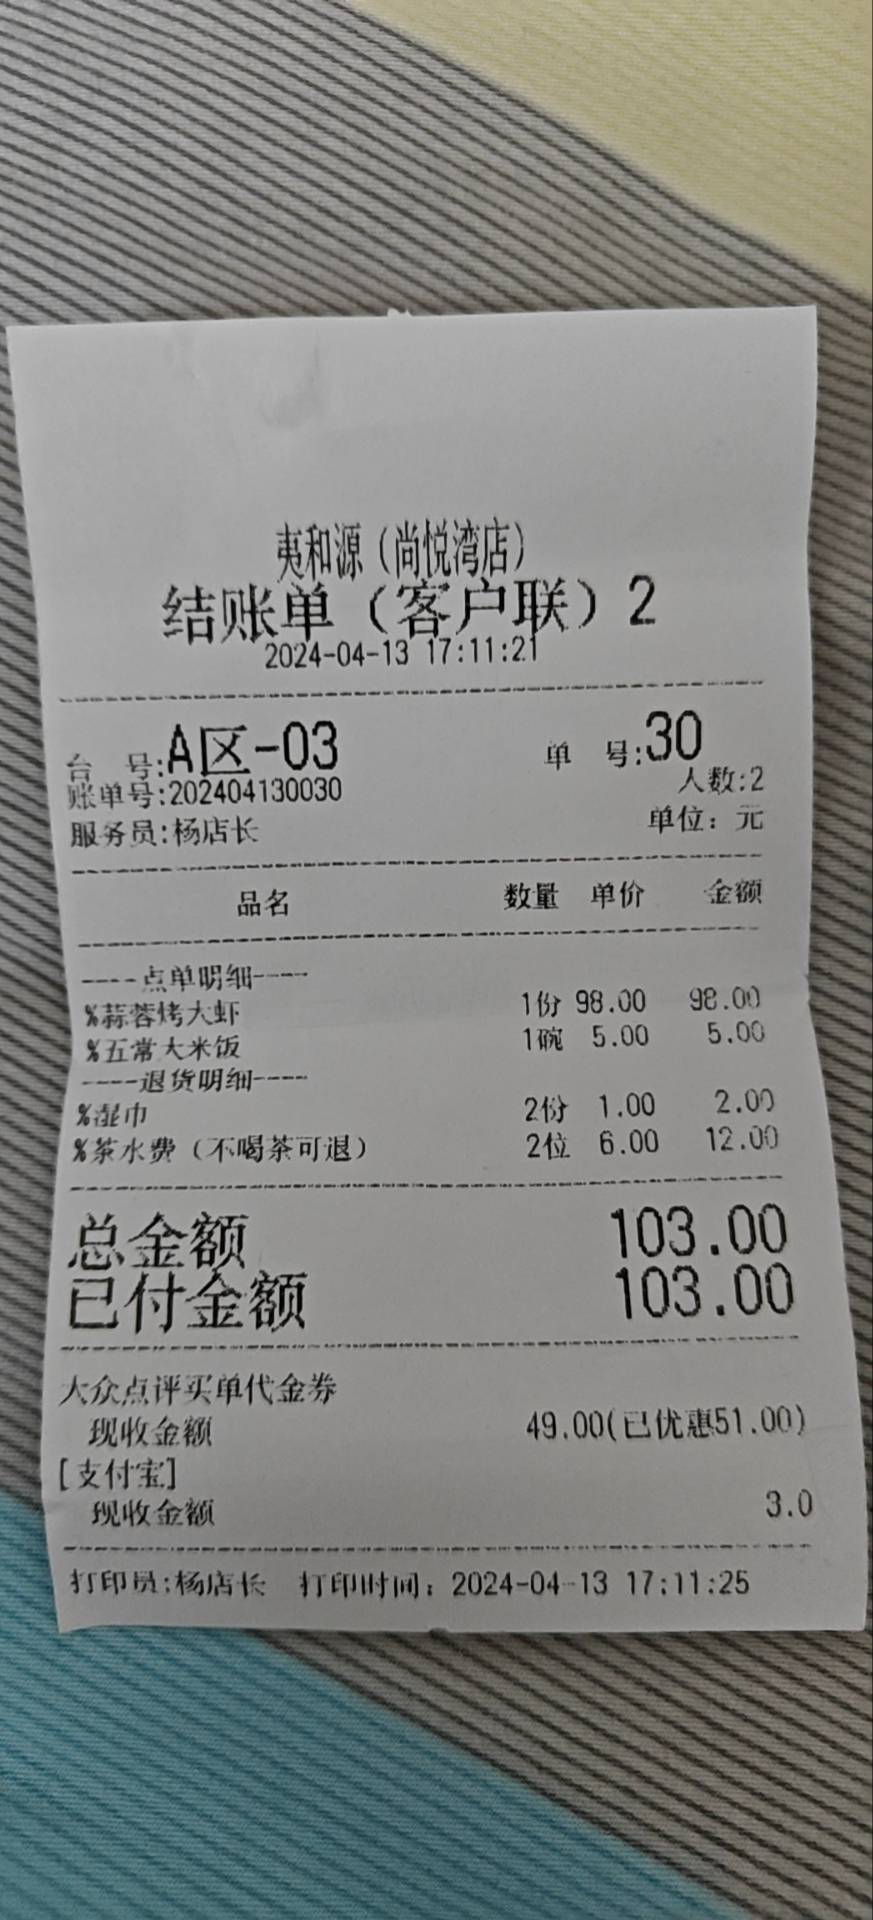 夷和源（尚悦湾店）
结账单（客户联）2
2024-04-13 17:11:21
台 号:A区-03 单 号:30
账单号:202404130030 人数:2
服务员:杨店长 单位：元
品名 数量 单价 金额
----点单明细----
%蒜蓉烤大虾 1份 98.00 98.00
%五常大米饭 1碗 5.00 5.00
----退货明细----
%湿巾 2份 1.00 2.00
%茶水费（不喝茶可退） 2位 6.00 12.00
总金额 103.00
已付金额 103.00
大众点评买单代金券
现收金额 49.00(已优惠51.00)
[支付宝]
现收金额 3.0
打印员:杨店长 打印时间：2024-04-13 17:11:25